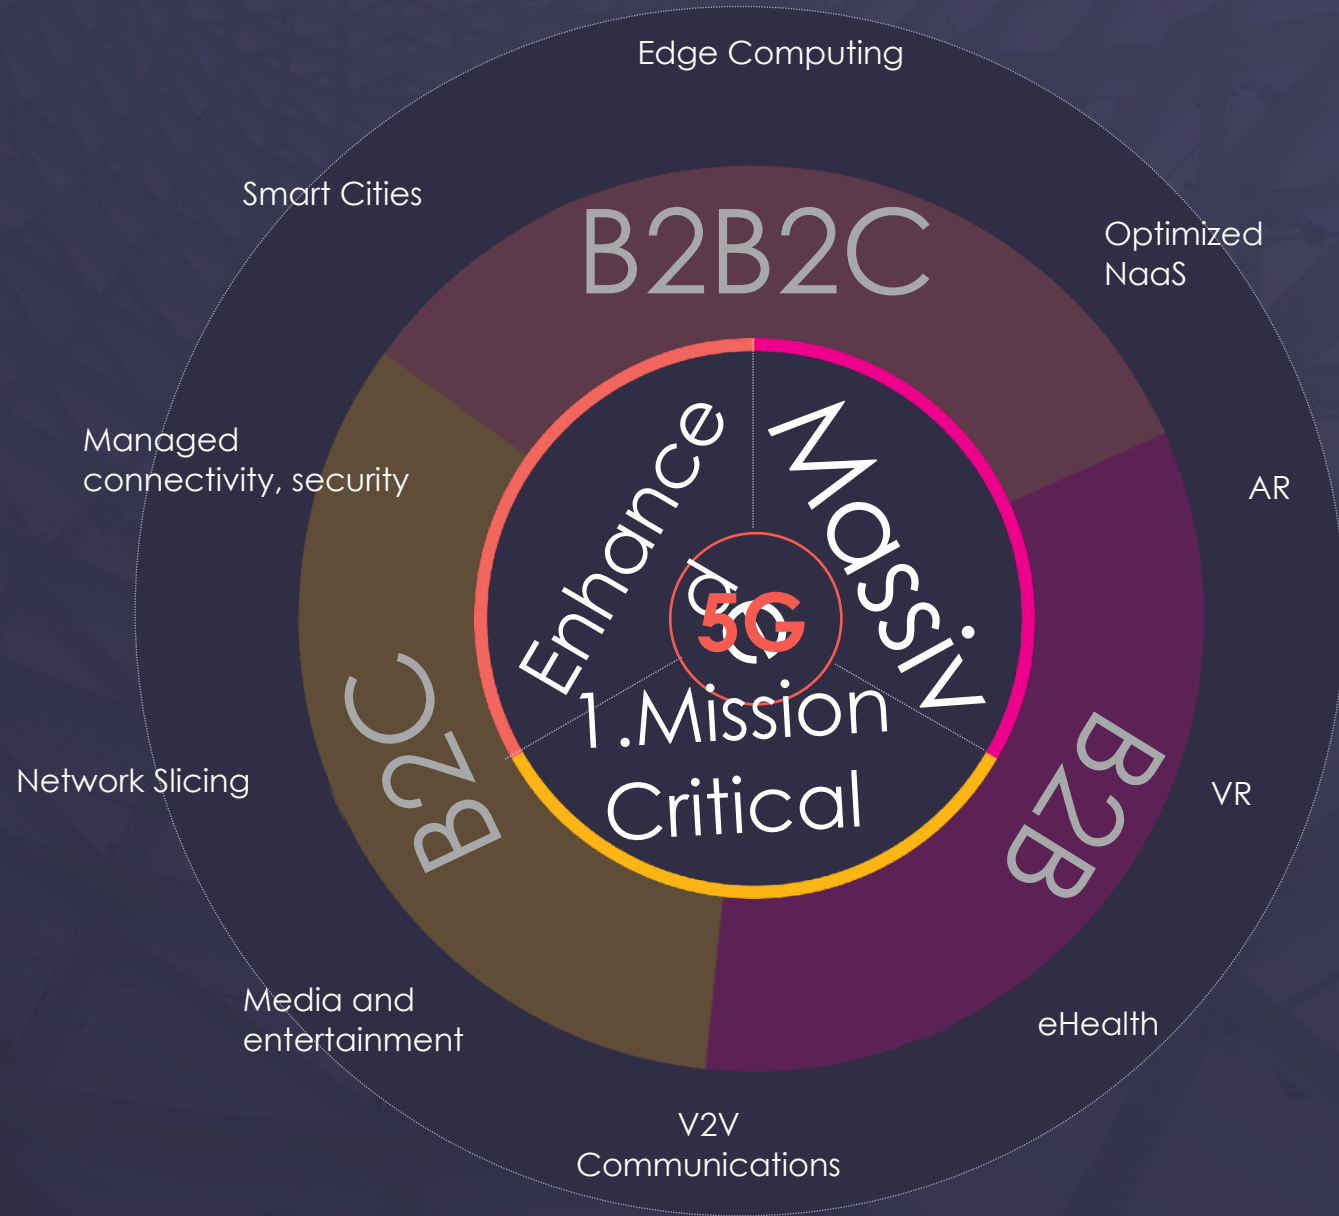 Edge Computing
Smart Cities
B2B2C
Optimized
NaaS
Managed
connectivity, security
AR
Enhance
d
Massiv
e
5G
1.Mission
Critical
B2C
B2B
Network Slicing
VR
Media and
entertainment
eHealth
V2V
Communications